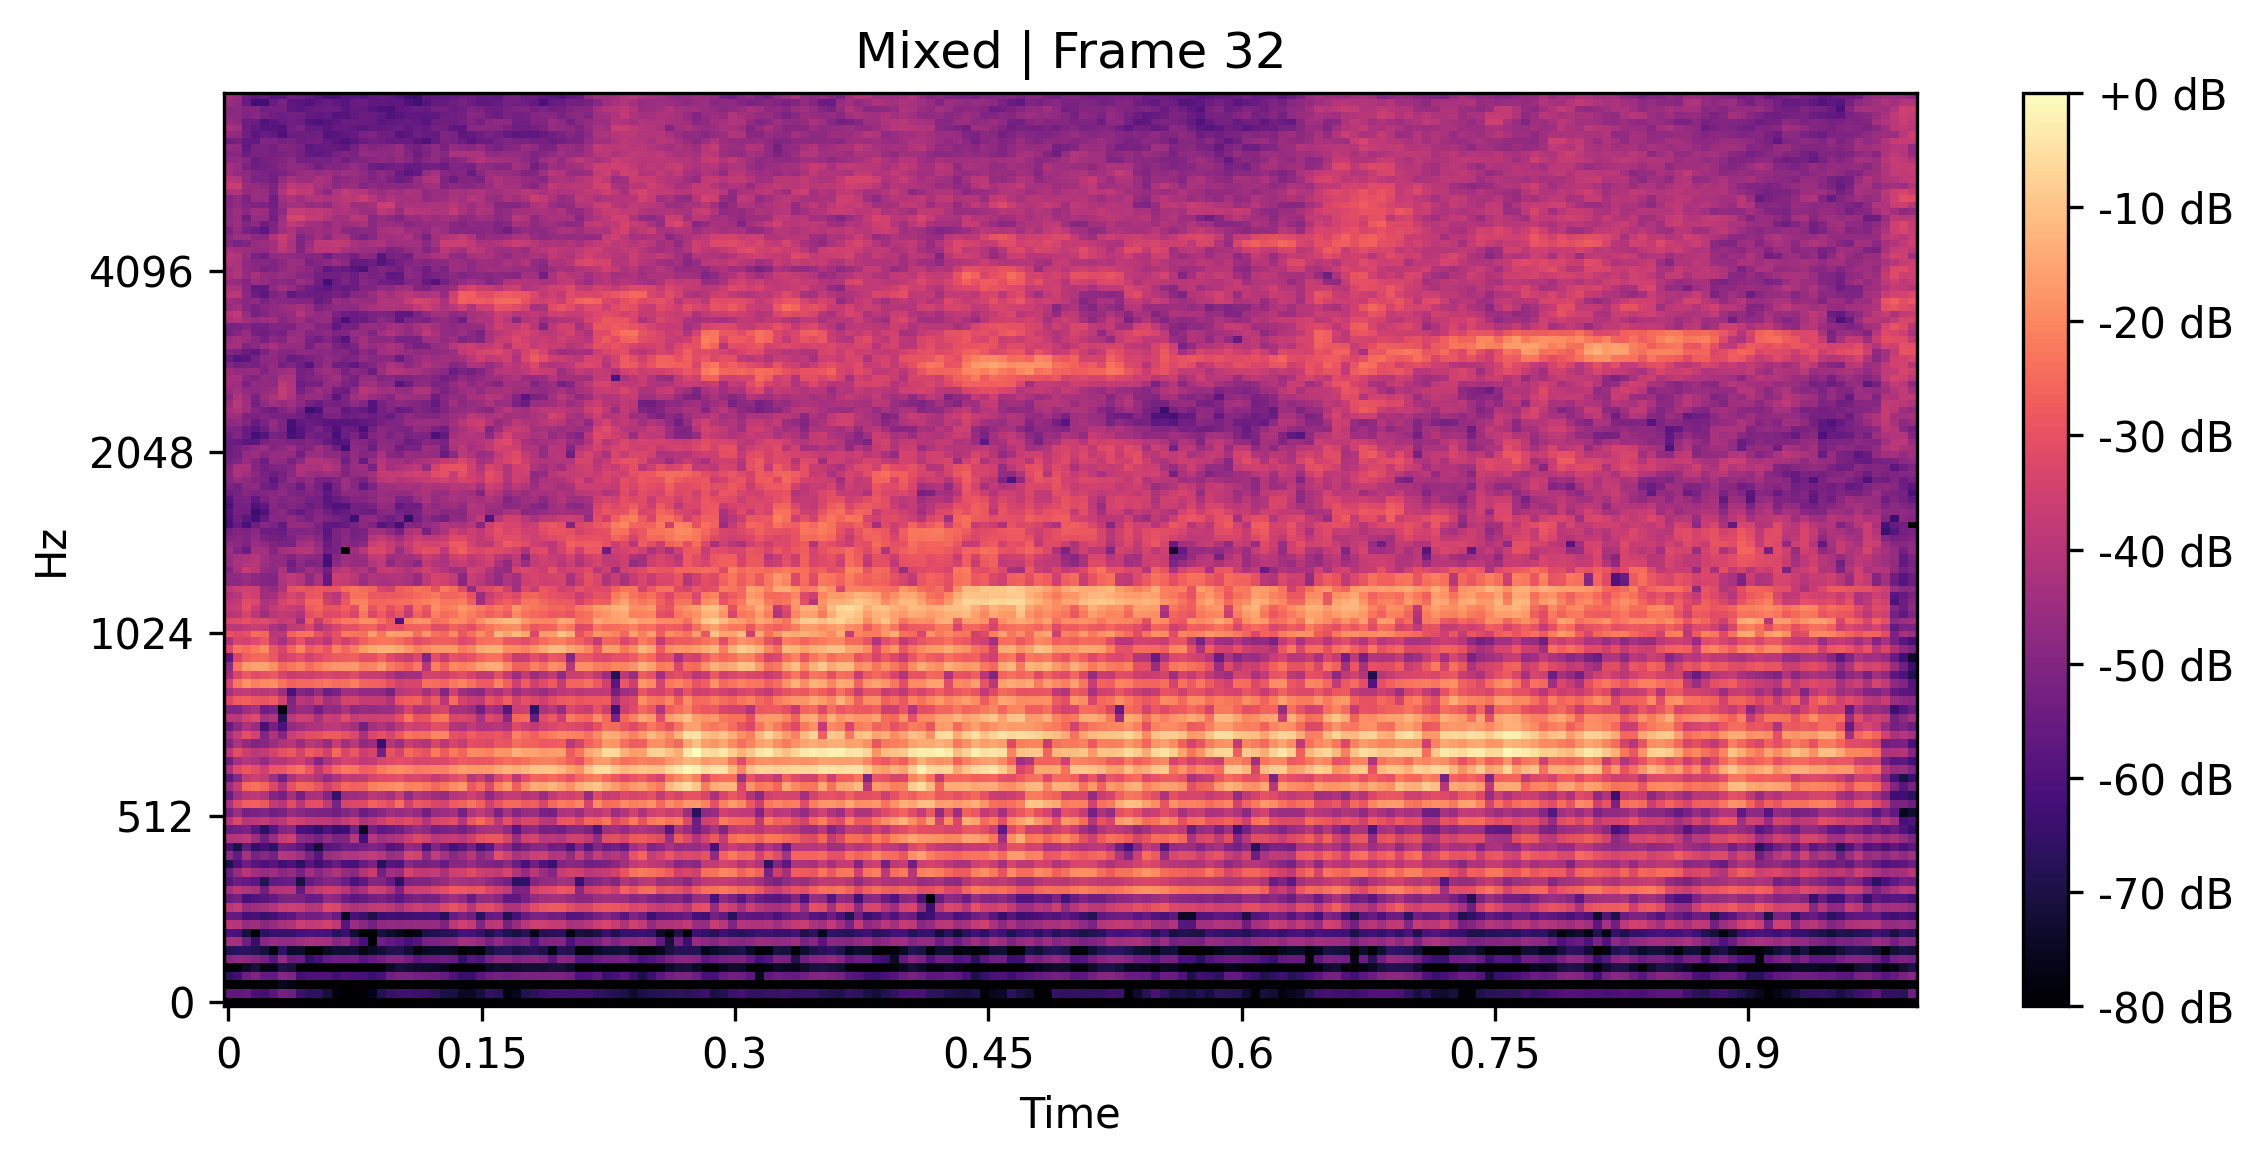 Mixed | Frame 32
Hz
4096
2048
1024
512
0
0 0.15 0.3 0.45 0.6 0.75 0.9
Time
+0 dB
-10 dB
-20 dB
-30 dB
-40 dB
-50 dB
-60 dB
-70 dB
-80 dB